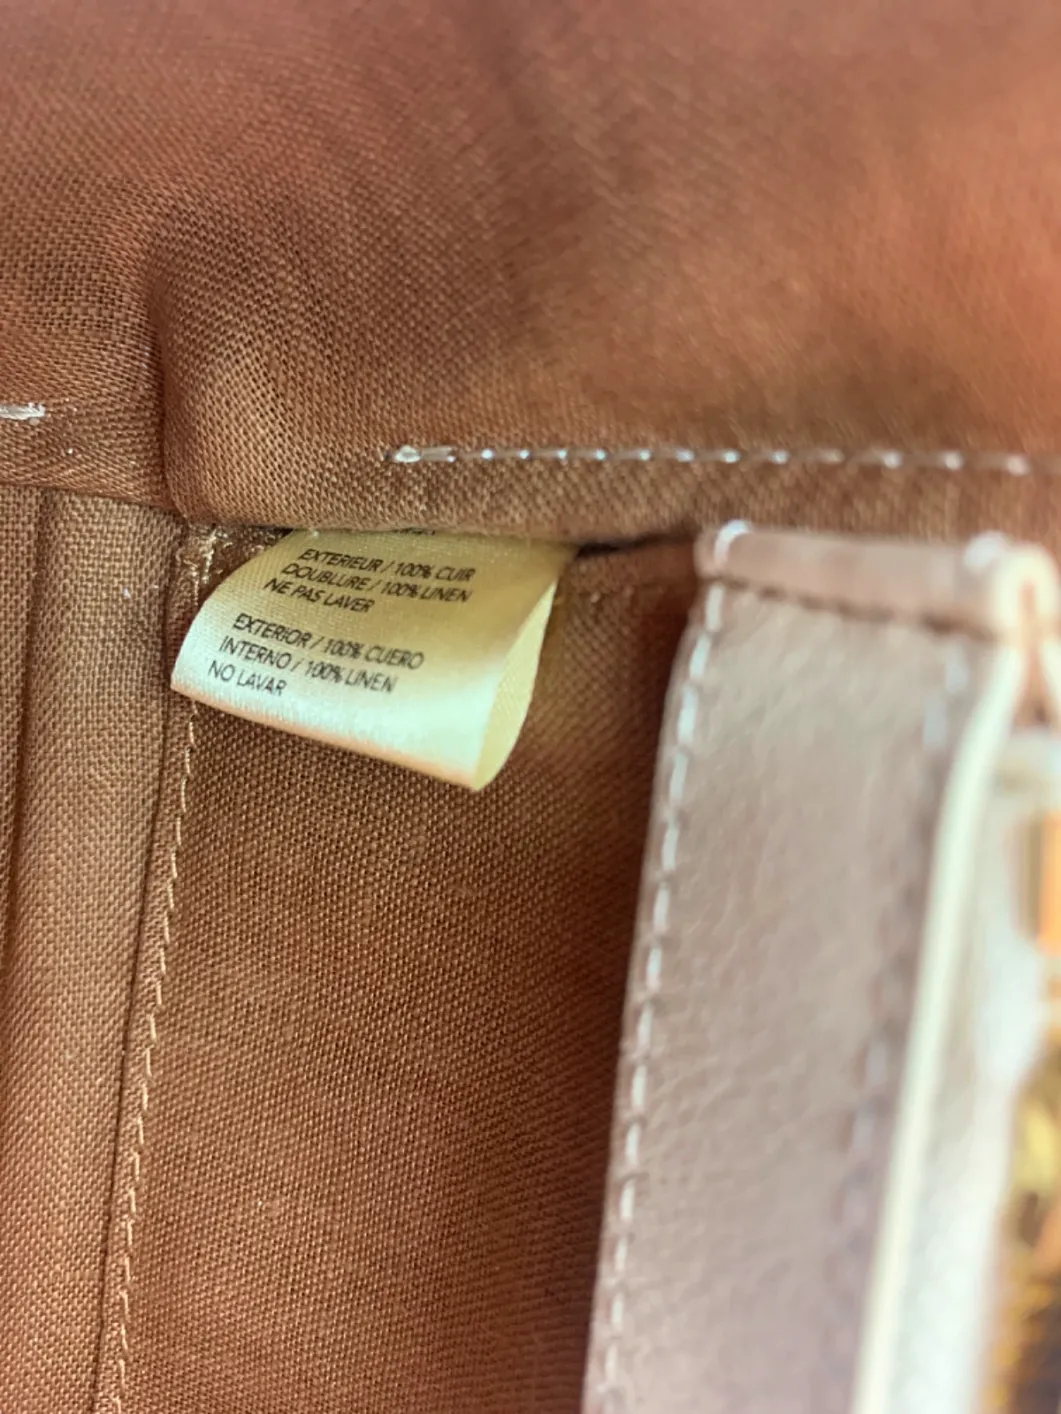 EXTERIEUR / 100% CUIR
DOUBLURE / 100% LINEN
NE PAS LAVER
EXTERIOR / 100% CUERO
INTERNO / 100% LINEN
NO LAVAR